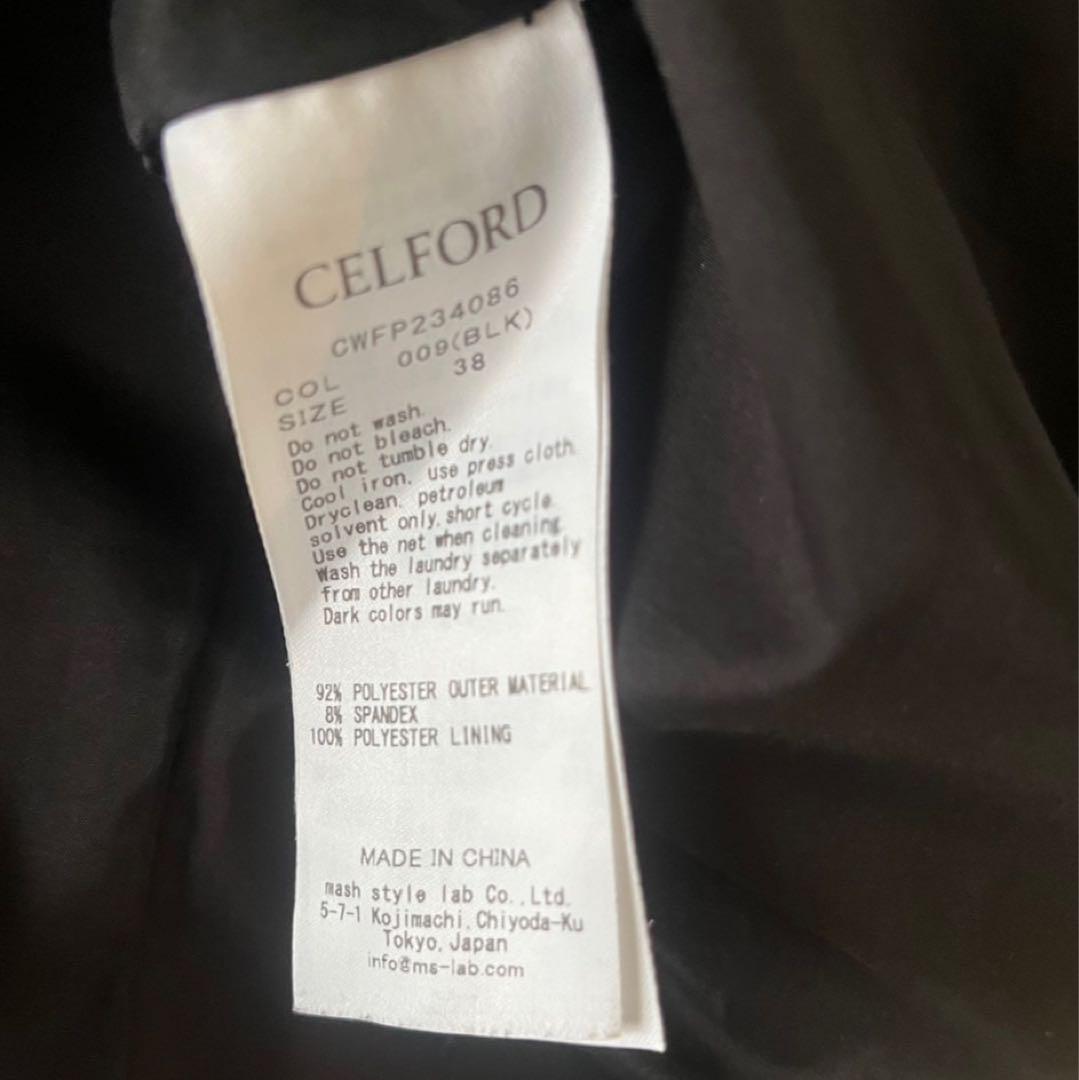 CELFORD
CWFP234086
COL 009(BLK)
SIZE 38
Do not wash.
Do not bleach.
Do not tumble dry.
Cool iron, use press cloth.
Dryclean, petroleum
solvent only, short cycle.
Use the net when cleaning.
Wash the laundry separately
from other laundry.
Dark colors may run.
92% POLYESTER OUTER MATERIAL
8% SPANDEX
100% POLYESTER LINING
MADE IN CHINA
mash style lab Co.,Ltd.
5-7-1 Kojimachi,Chiyoda-Ku
Tokyo,Japan
info@ms-lab.com